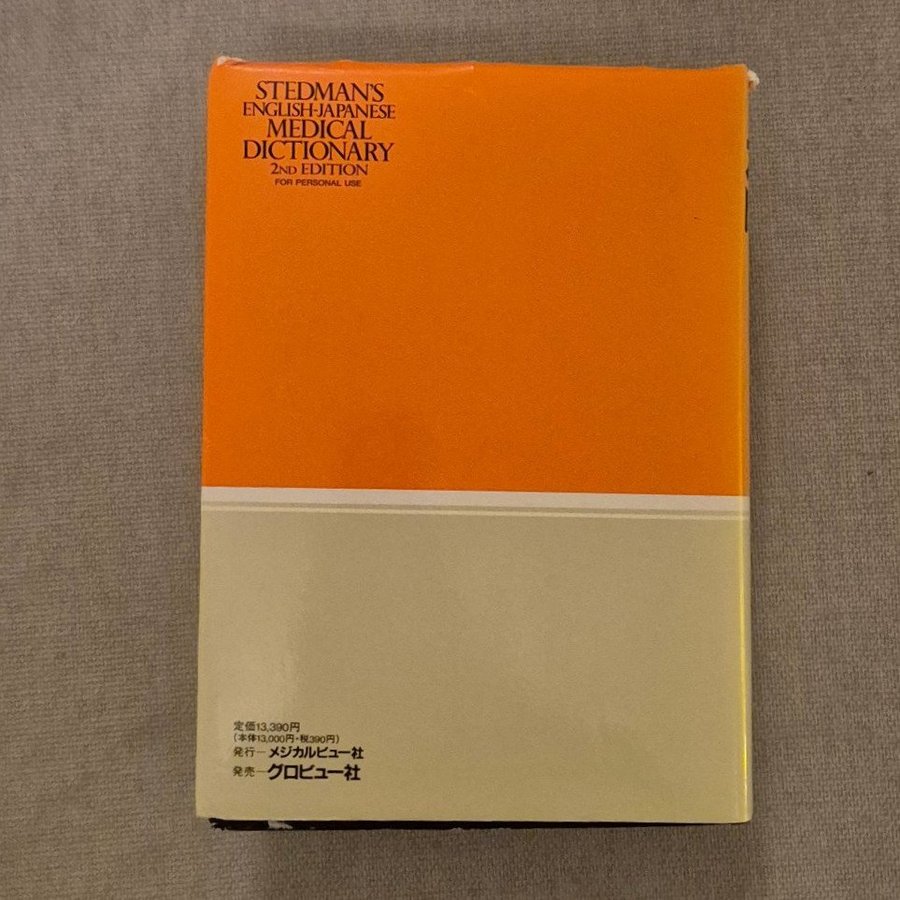 STEDMAN'S
ENGLISH-JAPANESE
MEDICAL
DICTIONARY
2ND EDITION
FOR PERSONAL USE
定価13,390円
(本体13,000円・税390円)
発行ーメジカルビュー社
発売ーグロビュー社